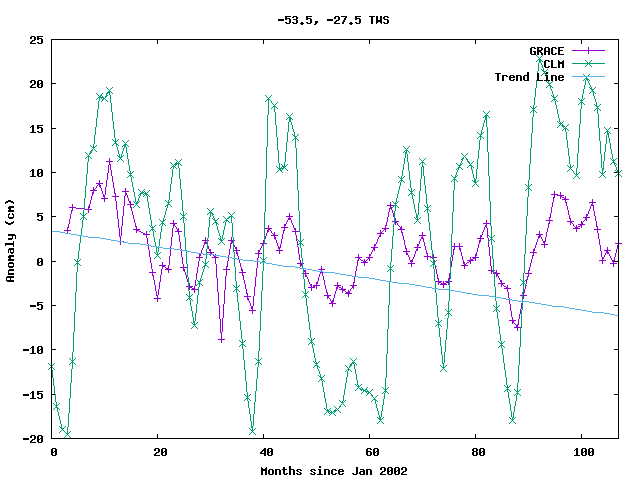 -53.5, -27.5 TWS
25
20
15
10
5
0
-5
-10
-15
-20
Anomaly (cm)
GRACE
CLM
Trend Line
0 20 40 60 80 100
Months since Jan 2002